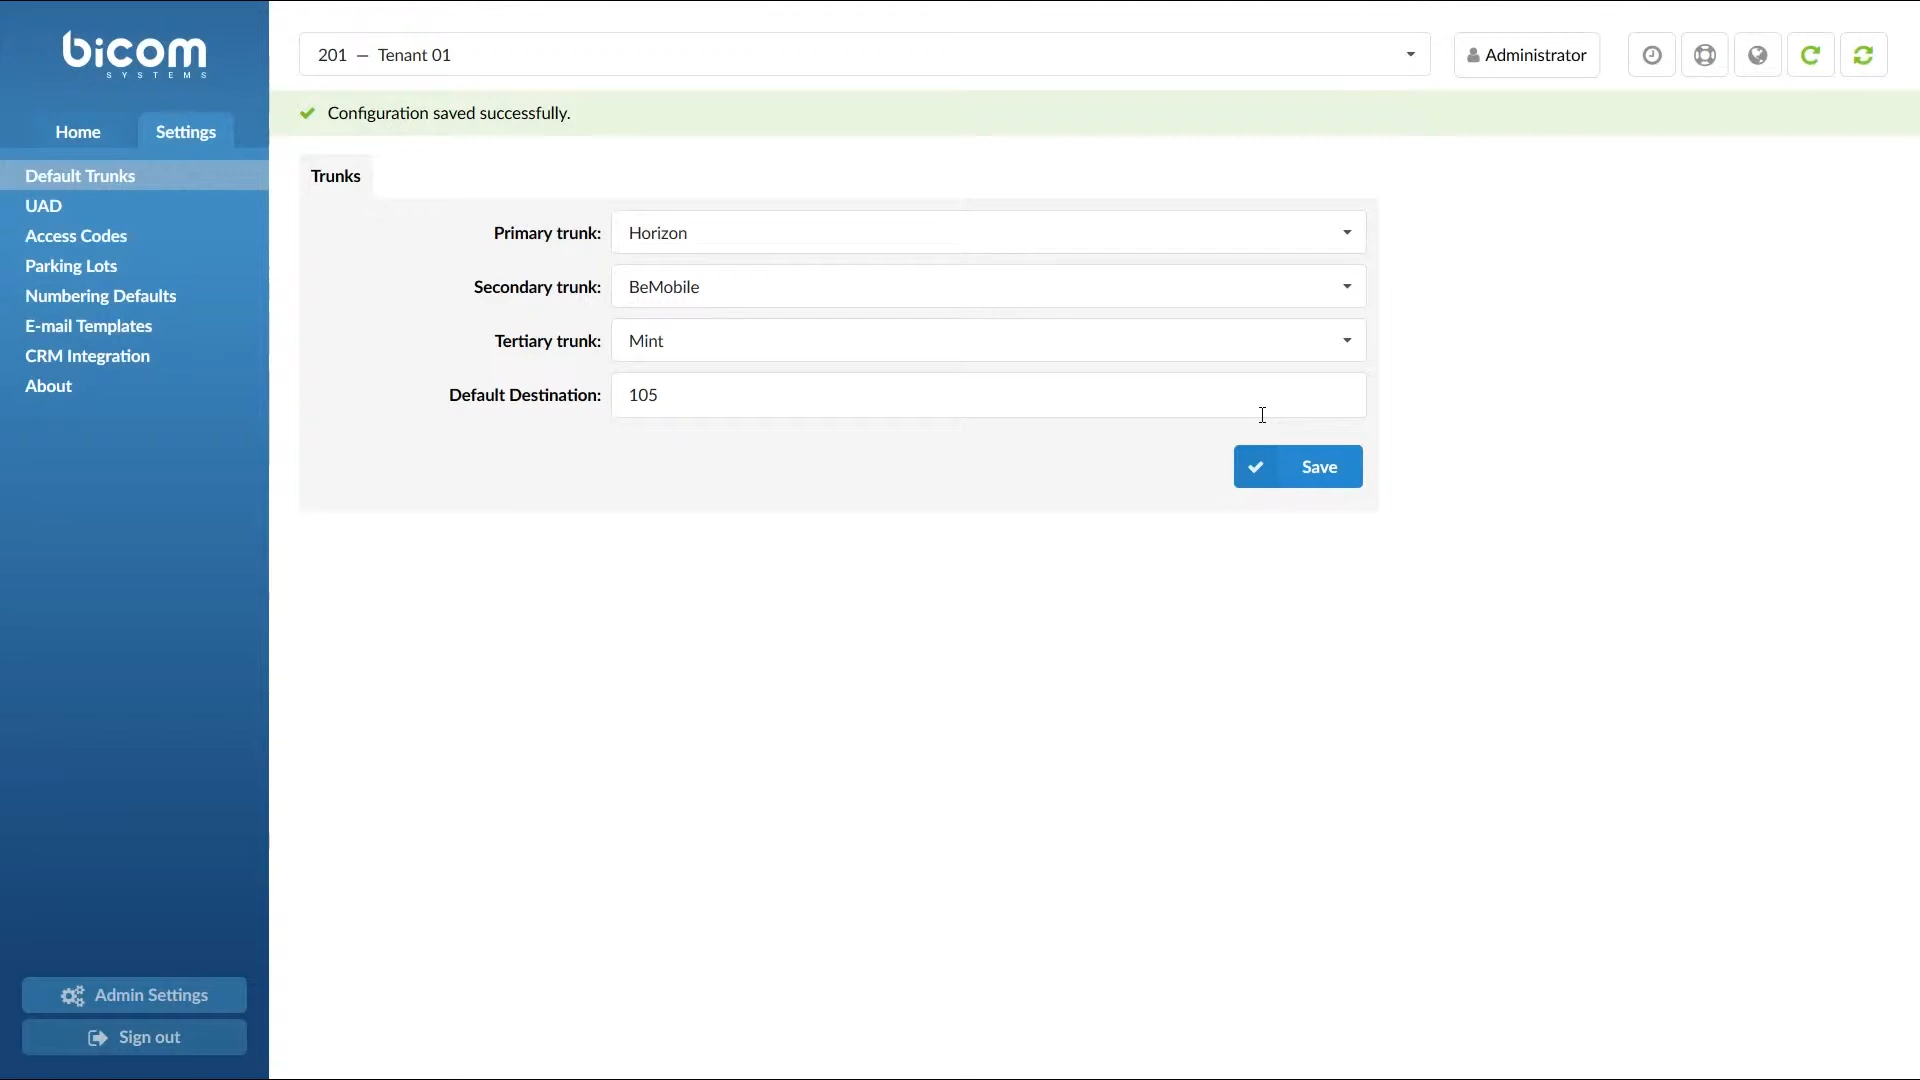 bicom
SYSTEMS
Home
Settings
Default Trunks
UAD
Access Codes
Parking Lots
Numbering Defaults
E-mail Templates
CRM Integration
About
Admin Settings
Sign out
201 — Tenant 01
Administrator
Configuration saved successfully.
Trunks
Primary trunk: Horizon
Secondary trunk: BeMobile
Tertiary trunk: Mint
Default Destination: 105
Save